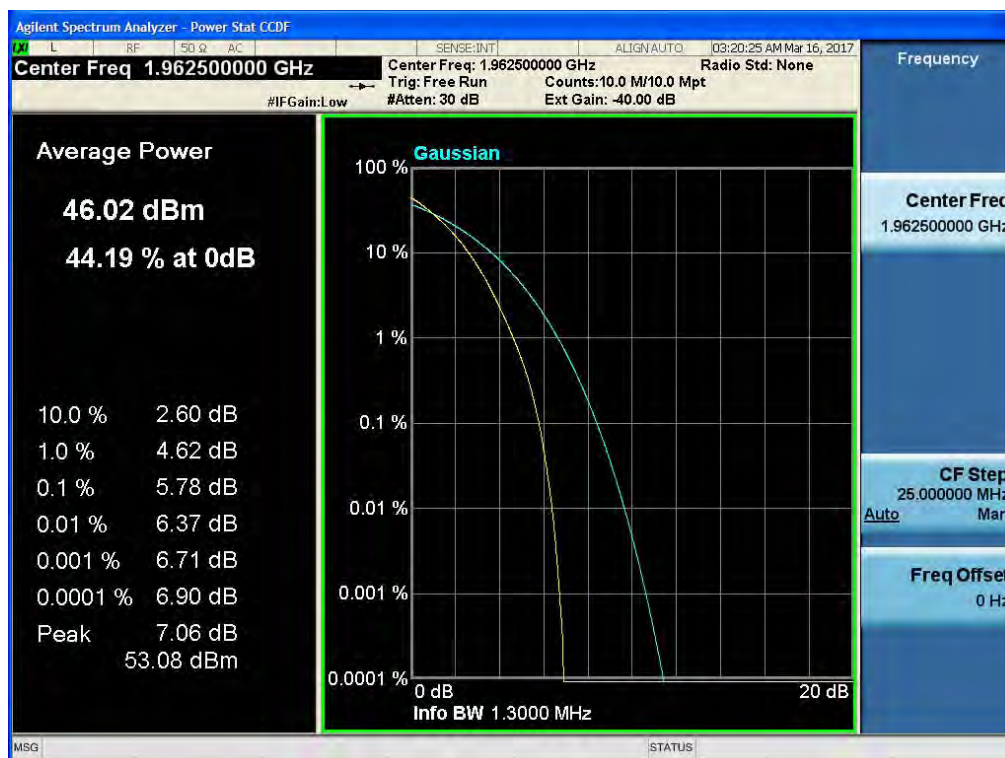 Agilent Spectrum Analyzer - Power Stat CCDF
LXI L RF 50 Ω AC SENSE:INT ALIGN AUTO 03:20:25 AM Mar 16, 2017
Center Freq 1.962500000 GHz
Center Freq: 1.962500000 GHz Radio Std: None
Trig: Free Run Counts:10.0 M/10.0 Mpt
#IFGain:Low #Atten: 30 dB Ext Gain: -40.00 dB
Average Power
46.02 dBm
44.19 % at 0dB
10.0 % 2.60 dB
1.0 % 4.62 dB
0.1 % 5.78 dB
0.01 % 6.37 dB
0.001 % 6.71 dB
0.0001 % 6.90 dB
Peak 7.06 dB
53.08 dBm
Gaussian
100 %
10 %
1 %
0.1 %
0.01 %
0.001 %
0.0001 %
0 dB 20 dB
Info BW 1.3000 MHz
Frequency
Center Freq
1.962500000 GHz
CF Step
25.000000 MHz
Auto Man
Freq Offset
0 Hz
MSG STATUS